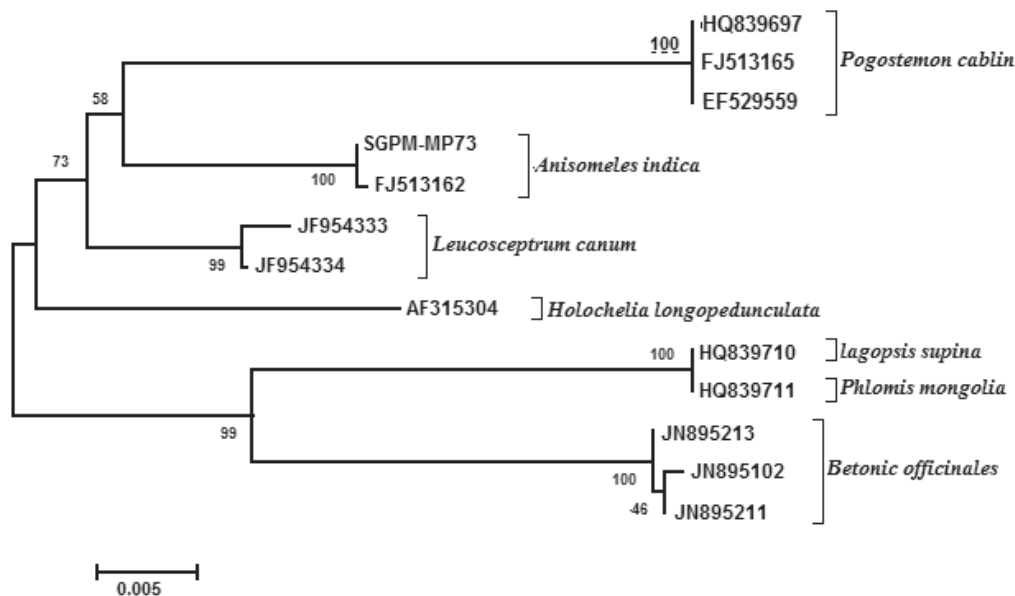 HQ839697
100
FJ513165
Pogostemon cablin
EF529559
58
SGPM-MP73
Anisomeles indica
100
FJ513162
73
JF954333
Leucosceptrum canum
99
JF954334
AF315304
Holochelia longopedunculata
100
HQ839710
lagopsis supina
HQ839711
Phlomis mongolia
99
JN895213
JN895102
Betonic officinales
100
46
JN895211
0.005